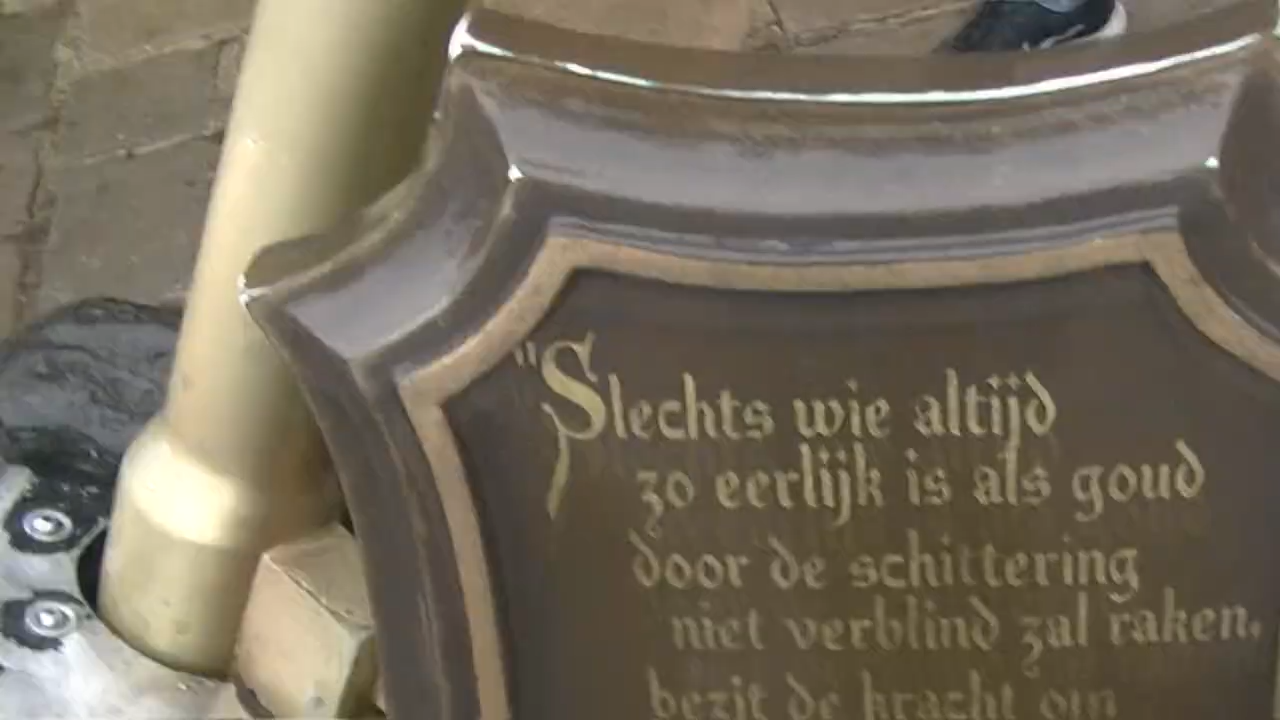 "Slechts wie altijd
zo eerlijk is als goud
door de schittering
niet verblind zal raken,
bezit de kracht om